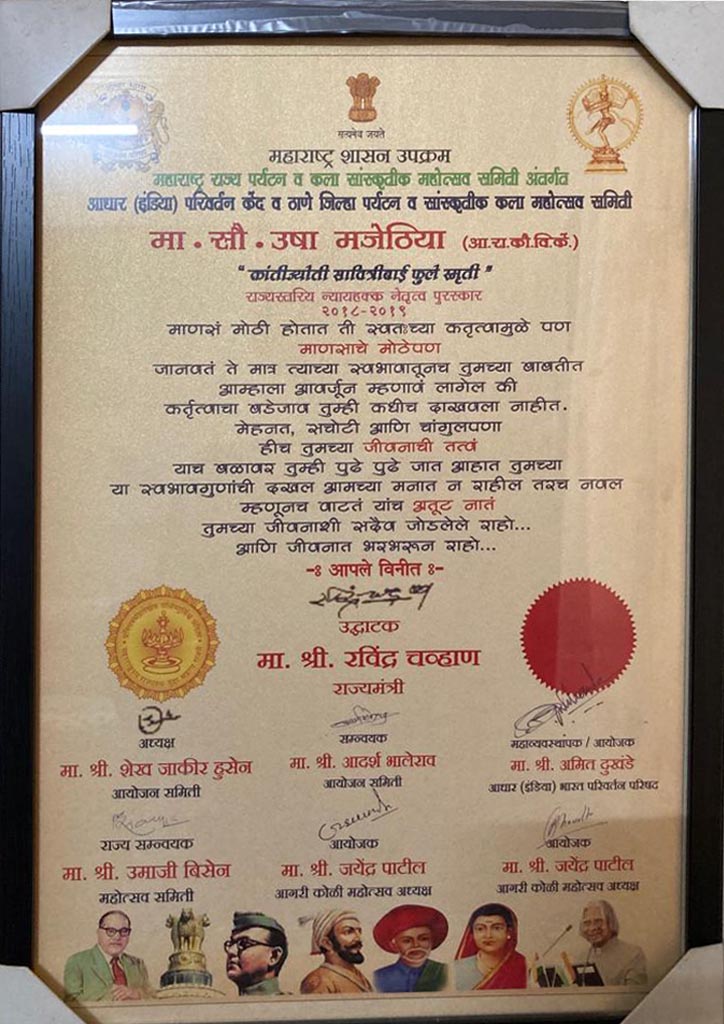 सत्यमेव जयते
महाराष्ट्र शासन उपक्रम
महाराष्ट्र राज्य पर्यटन व कला सांस्कृतीक महोत्सव समिती अंतर्गत
आधार (इंडिया) परिवर्तन केंद व ठाणे जिल्हा पर्यटन व सांस्कृतीक कला महोत्सव समिती
मा. सौ. उषा मजेठिया (आ.रा.कौ.वि.कें.)
"कांतीज्योती सावित्रीबाई फुले स्मृती"
राज्यस्तरिय न्यायहक्क नेतृत्व पुरस्कार
२०१८-२०१९
माणसं मोठी होतात ती स्वतःच्या कतृत्वामुळे पण
माणसाचे मोठेपण
जानवतं ते मात्र त्याच्या स्वभावातूनच तुमच्या बाबतीत
आम्हाला आवर्जून म्हणावं लागेल की
कर्तृत्वाचा बडेजाव तुम्ही कधीच दाखवला नाहीत.
मेहनत, सचोटी आणि चांगुलपणा
हीच तुमच्या जीवनाची तत्वं
याच बळावर तुम्ही पुढे पुढे जात आहात तुमच्या
या स्वभावगुणांची दखल आमच्या मनात न राहील तरच नवल
म्हणूनच वाटतं यांच अतूट नातं
तुमच्या जीवनाशी सदैव जोडलेले राहो...
आणि जीवनात भरभरून राहो...
-ः आपले विनीत ः-
उद्घाटक
मा. श्री. रविंद्र चव्हाण
राज्यमंत्री
अध्यक्ष
मा. श्री. शेख जाकीर हुसेन
आयोजन समिती
समन्वयक
मा. श्री. आदर्श भालेराव
आयोजन समिती
महाव्यवस्थापक / आयोजक
मा. श्री. अमित दुखंडे
आधार (इंडिया) भारत परिवर्तन परिषद
राज्य समन्वयक
मा. श्री. उमाजी बिसेन
महोत्सव समिती
आयोजक
मा. श्री. जयेंद्र पाटील
आगरी कोळी महोत्सव अध्यक्ष
आयोजक
मा. श्री. जयेंद्र पाटील
आगरी कोळी महोत्सव अध्यक्ष